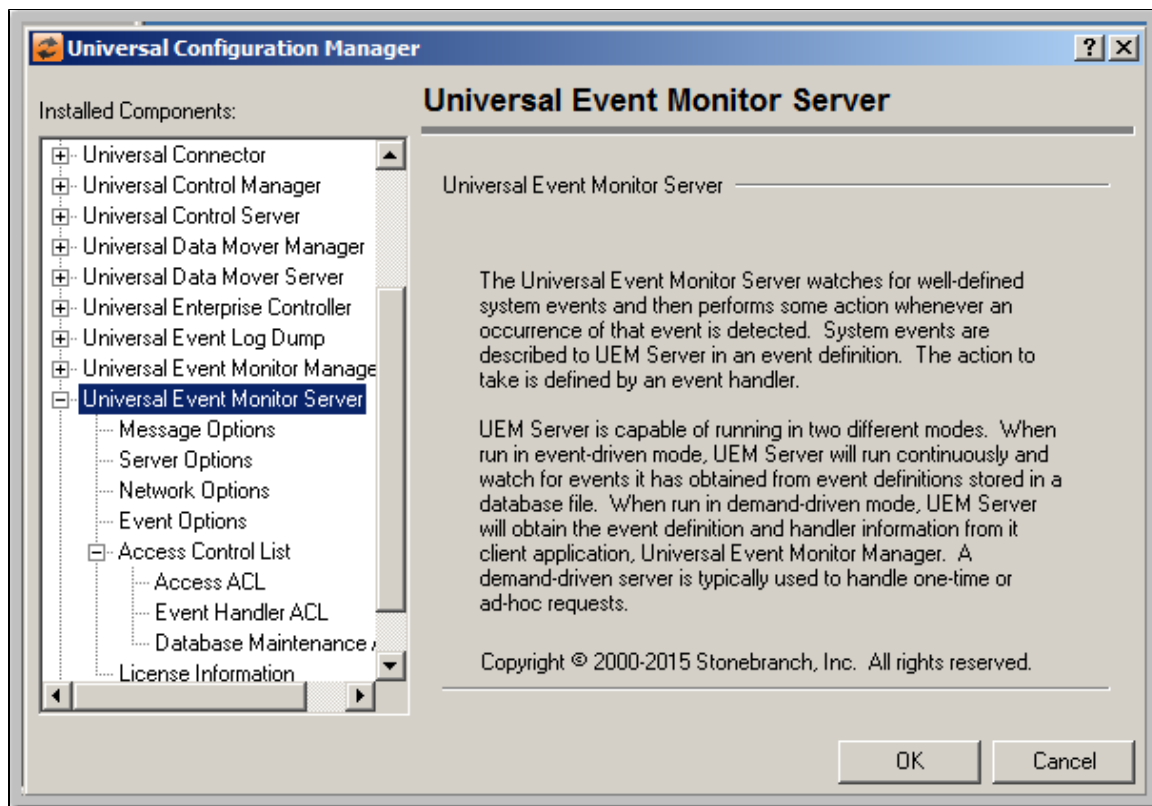 Universal Configuration Manager
Installed Components:
Universal Connector
Universal Control Manager
Universal Control Server
Universal Data Mover Manager
Universal Data Mover Server
Universal Enterprise Controller
Universal Event Log Dump
Universal Event Monitor Manage
Universal Event Monitor Server
Message Options
Server Options
Network Options
Event Options
Access Control List
Access ACL
Event Handler ACL
Database Maintenance
License Information
Universal Event Monitor Server
Universal Event Monitor Server
The Universal Event Monitor Server watches for well-defined
system events and then performs some action whenever an
occurrence of that event is detected. System events are
described to UEM Server in an event definition. The action to
take is defined by an event handler.
UEM Server is capable of running in two different modes. When
run in event-driven mode, UEM Server will run continuously and
watch for events it has obtained from event definitions stored in a
database file. When run in demand-driven mode, UEM Server
will obtain the event definition and handler information from it
client application, Universal Event Monitor Manager. A
demand-driven server is typically used to handle one-time or
ad-hoc requests.
Copyright © 2000-2015 Stonebranch, Inc. All rights reserved.
OK
Cancel